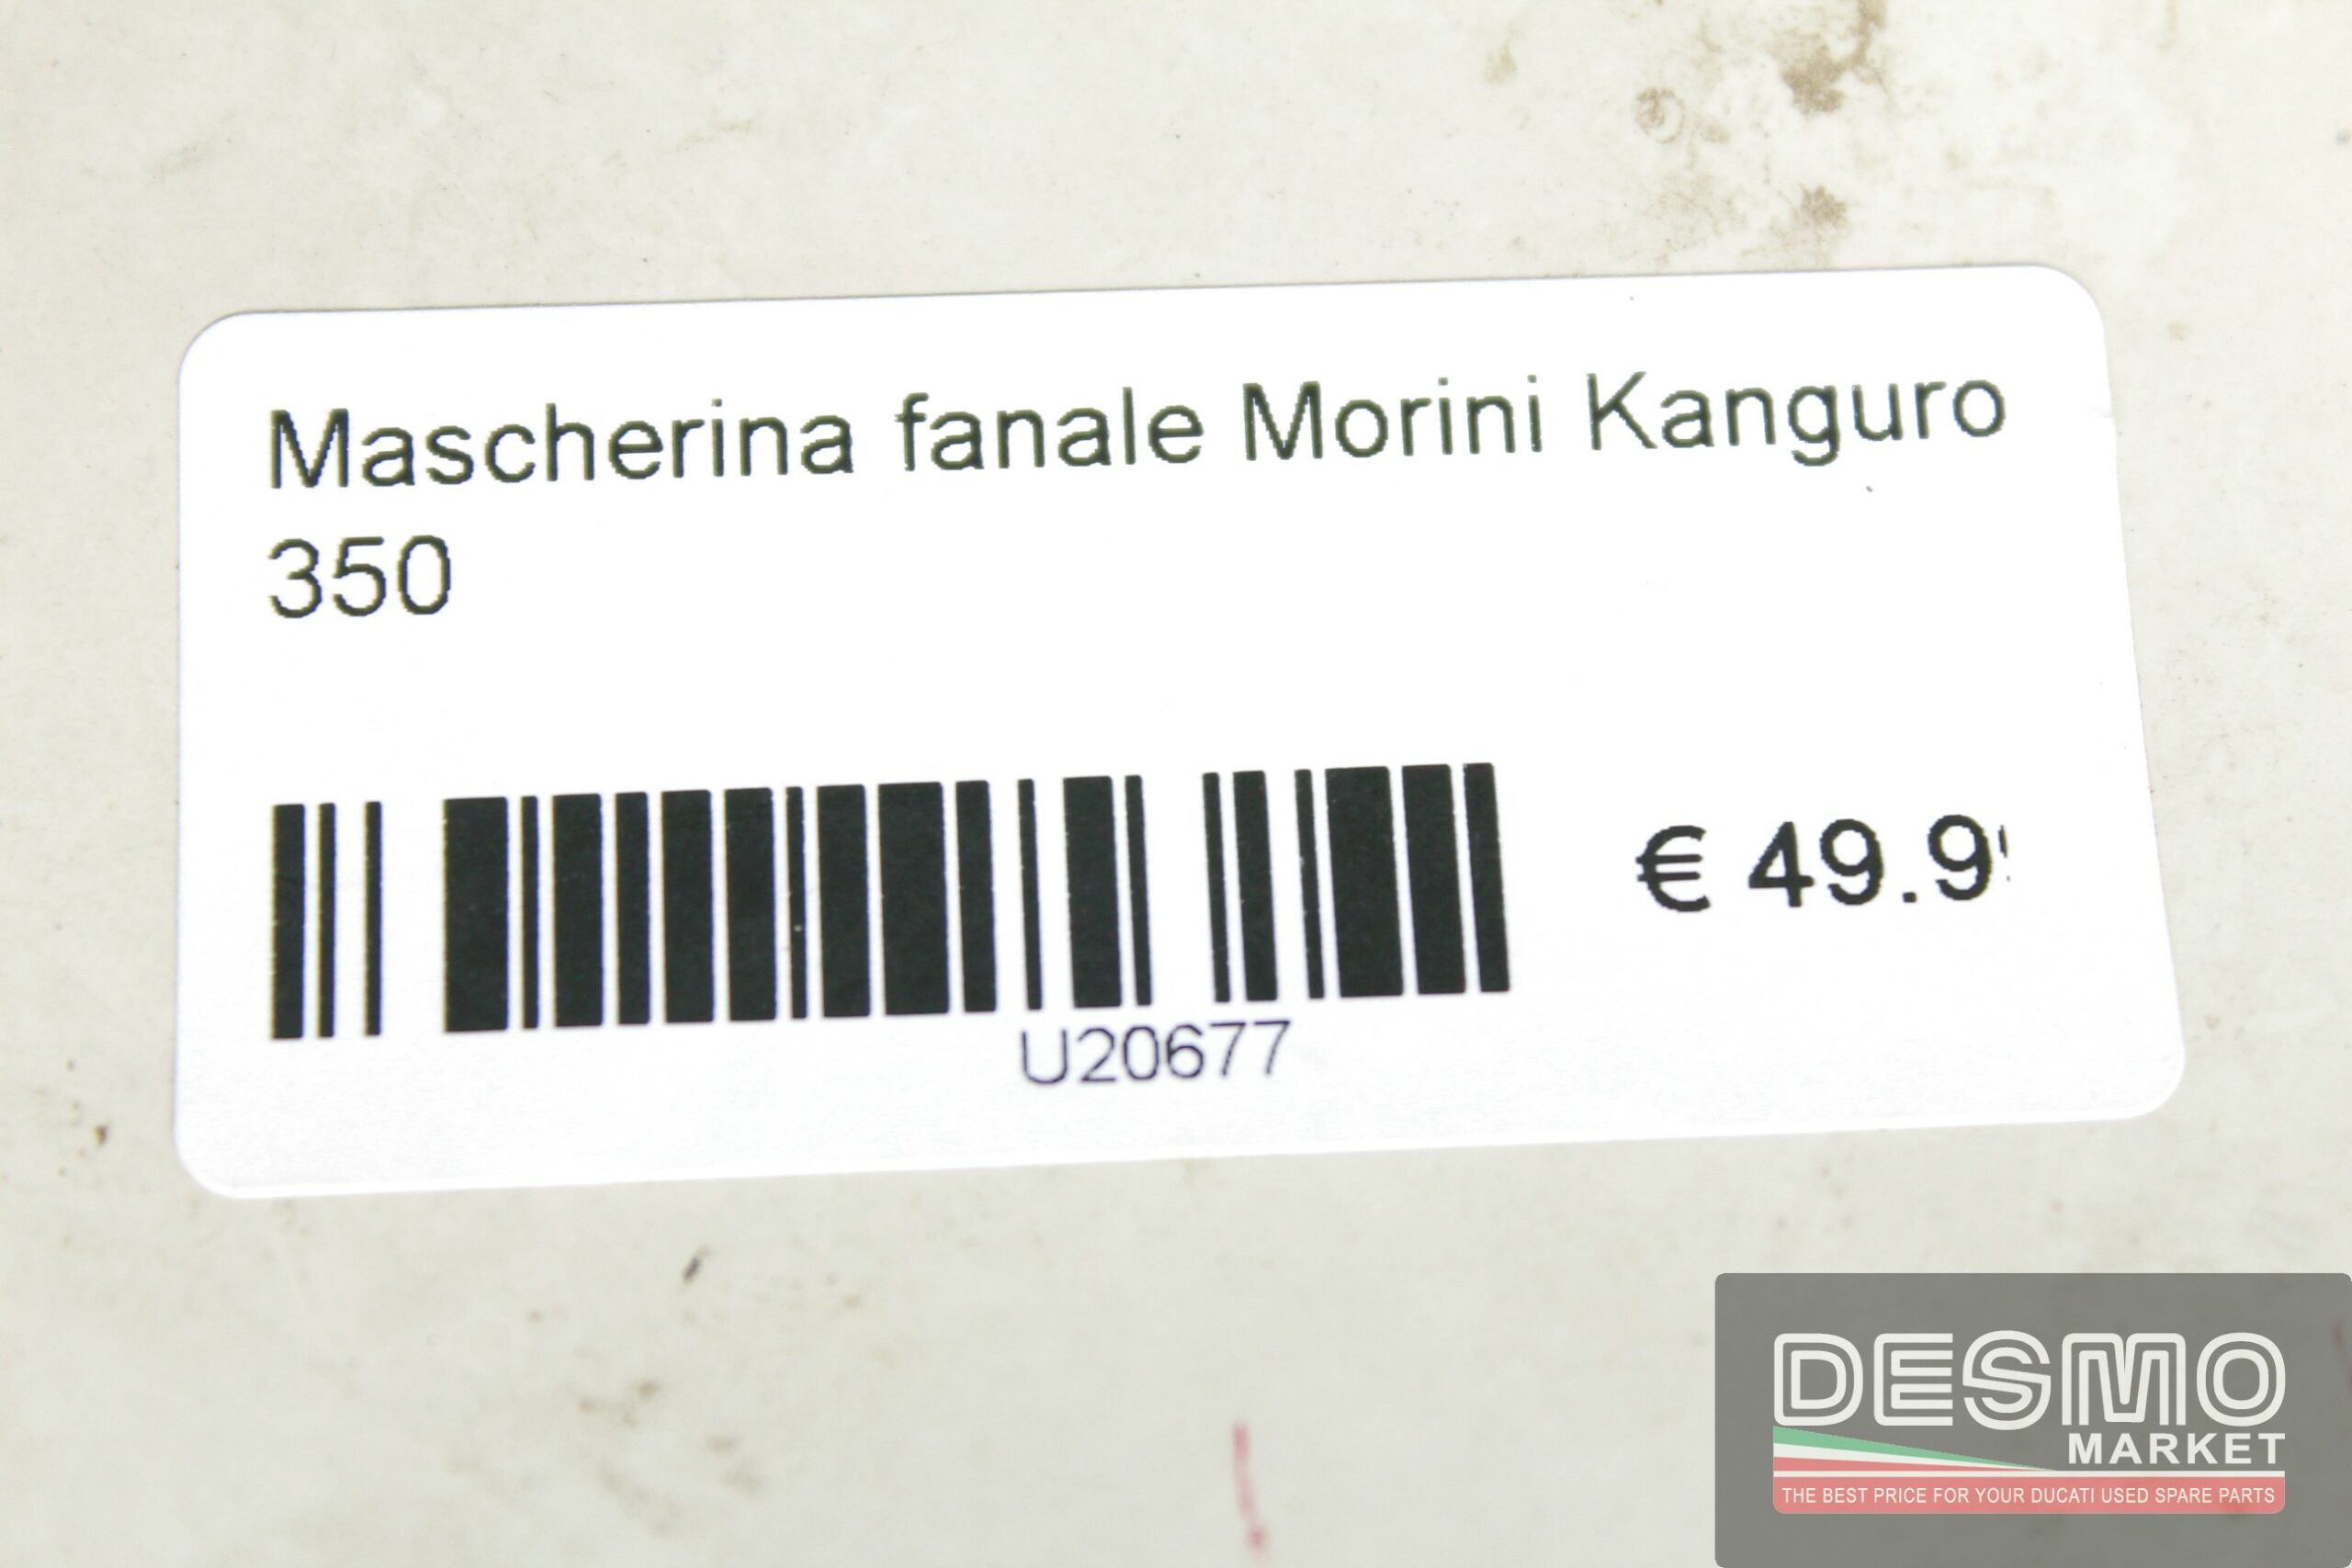 Mascherina fanale Morini Kanguro
350
€ 49.9
U20677
DESMO
MARKET
THE BEST PRICE FOR YOUR DUCATI USED SPARE PARTS